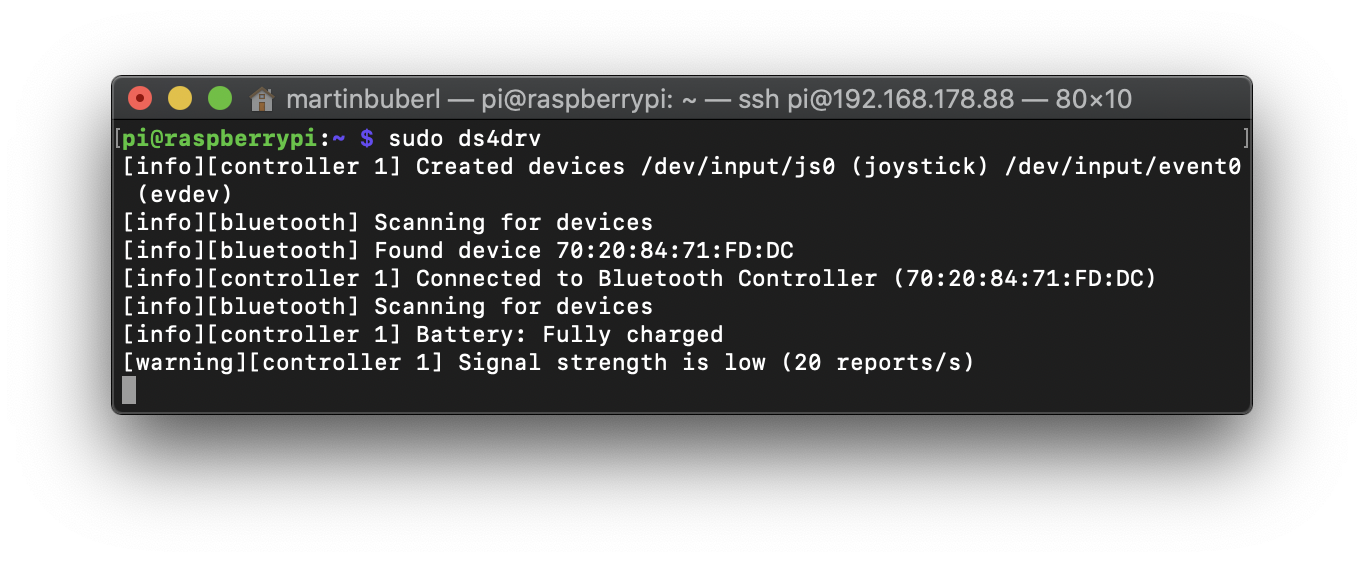 martinbuberl — pi@raspberrypi: ~ — ssh pi@192.168.178.88 — 80×10
[pi@raspberrypi:~ $ sudo ds4drv ]
[info][controller 1] Created devices /dev/input/js0 (joystick) /dev/input/event0
 (evdev)
[info][bluetooth] Scanning for devices
[info][bluetooth] Found device 70:20:84:71:FD:DC
[info][controller 1] Connected to Bluetooth Controller (70:20:84:71:FD:DC)
[info][bluetooth] Scanning for devices
[info][controller 1] Battery: Fully charged
[warning][controller 1] Signal strength is low (20 reports/s)